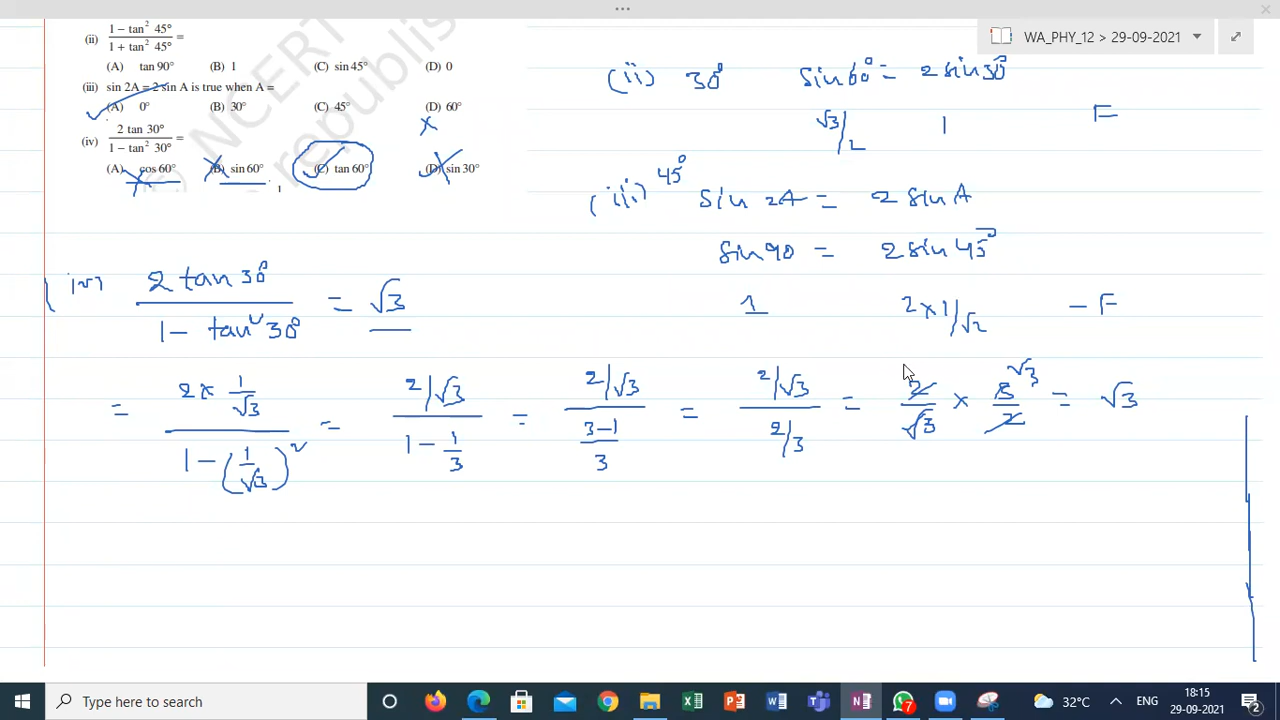 WA_PHY_12 > 29-09-2021
(ii) 1 − tan² 45° / 1 + tan² 45° =
(A) tan 90° (B) 1 (C) sin 45° (D) 0
(iii) sin 2A = 2 sin A is true when A =
(A) 0° (B) 30° (C) 45° (D) 60°
(iv) 2 tan 30° / 1 − tan² 30° =
(A) cos 60° (B) sin 60° (C) tan 60° (D) sin 30°
© NCERT
republis
(ii) 30° sin 60° = 2 sin 30°
√3/2 1 F
(iii) 45° sin 2A = 2 sin A
sin 90 = 2 sin 45°
1 2 × 1/√2 – F
(iv) 2 tan 30° / 1 − tan² 30° = √3
= 2 × 1/√3 / 1 − (1/√3)² = 2/√3 / 1 − 1/3 = 2/√3 / 3−1/3 = 2/√3 / 2/3 = 2/√3 × 3/2 √3 = √3
Type here to search
7
32°C
ENG
18:15
29-09-2021
2